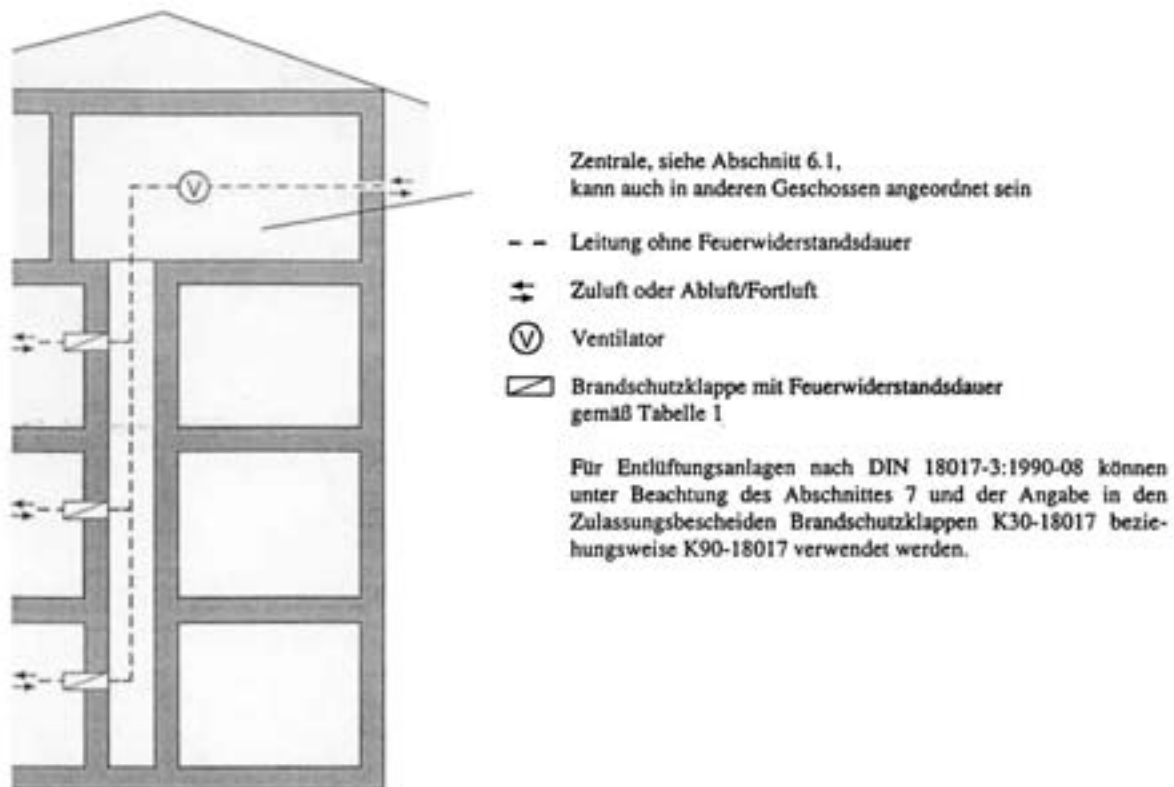 V
Zentrale, siehe Abschnitt 6.1,
kann auch in anderen Geschossen angeordnet sein
Leitung ohne Feuerwiderstandsdauer
Zuluft oder Abluft/Fortluft
V Ventilator
Brandschutzklappe mit Feuerwiderstandsdauer
gemäß Tabelle 1
Für Entlüftungsanlagen nach DIN 18017-3:1990-08 können
unter Beachtung des Abschnittes 7 und der Angabe in den
Zulassungsbescheiden Brandschutzklappen K30-18017 bezie-
hungsweise K90-18017 verwendet werden.